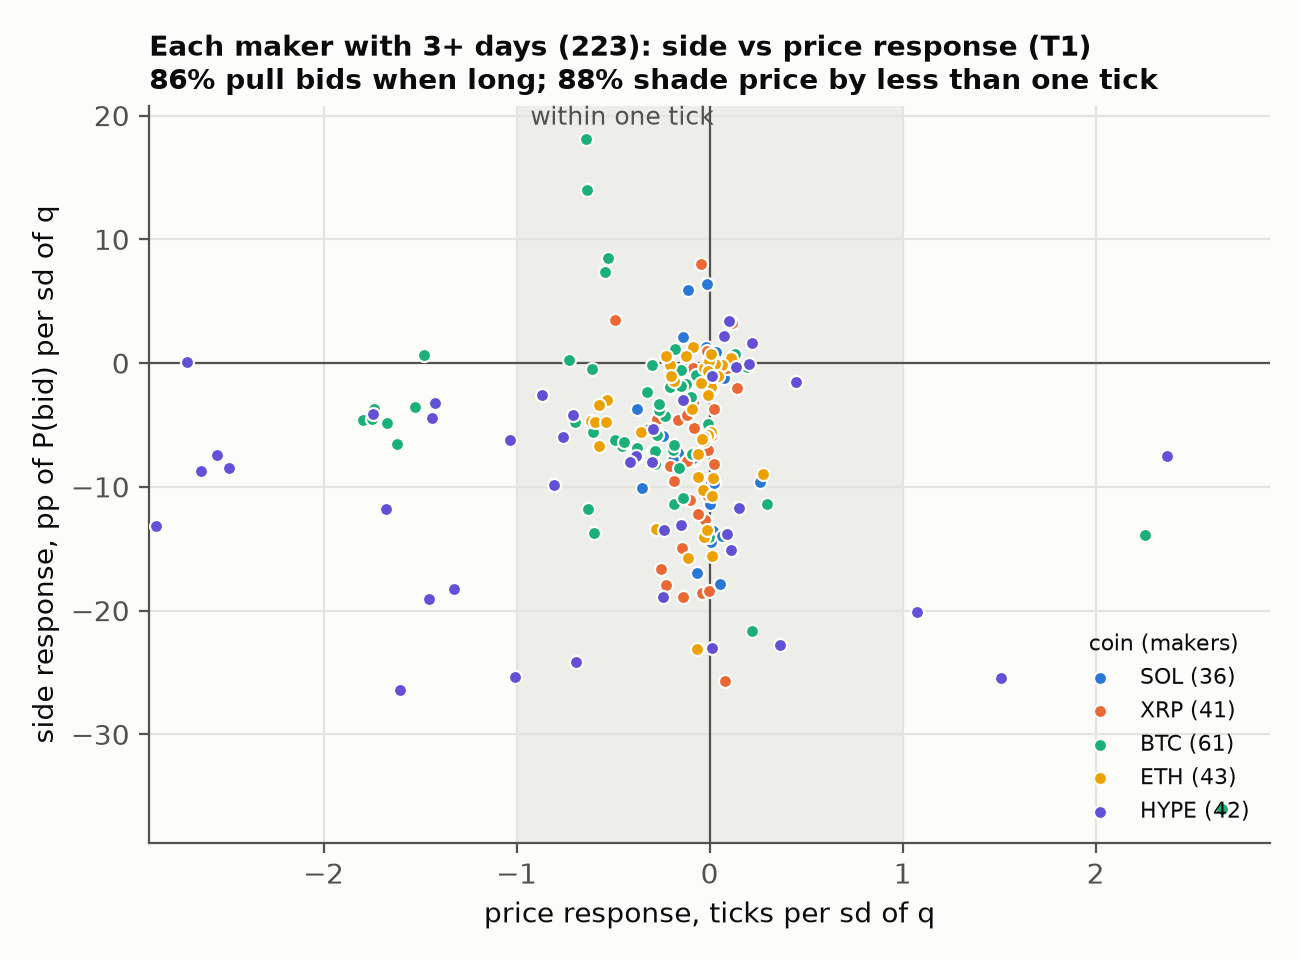 Each maker with 3+ days (223): side vs price response (T1)
86% pull bids when long; 88% shade price by less than one tick
within one tick
20
10
0
−10
−20
−30
side response, pp of P(bid) per sd of q
coin (makers)
SOL (36)
XRP (41)
BTC (61)
ETH (43)
HYPE (42)
−2
−1
0
1
2
price response, ticks per sd of q